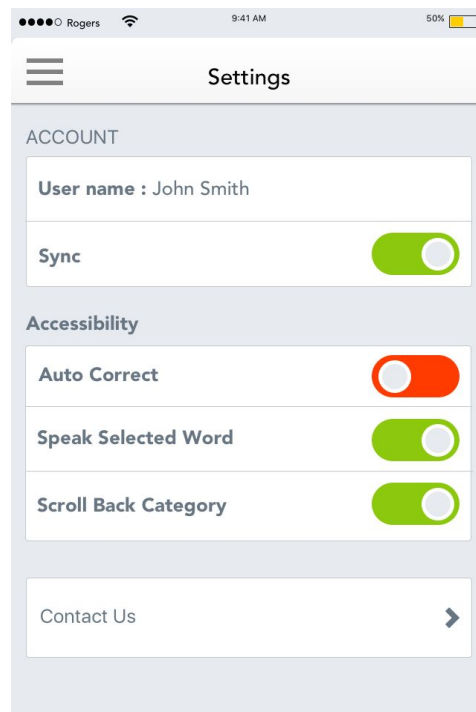 Rogers 9:41 AM 50%
Settings
ACCOUNT
User name : John Smith
Sync
Accessibility
Auto Correct
Speak Selected Word
Scroll Back Category
Contact Us